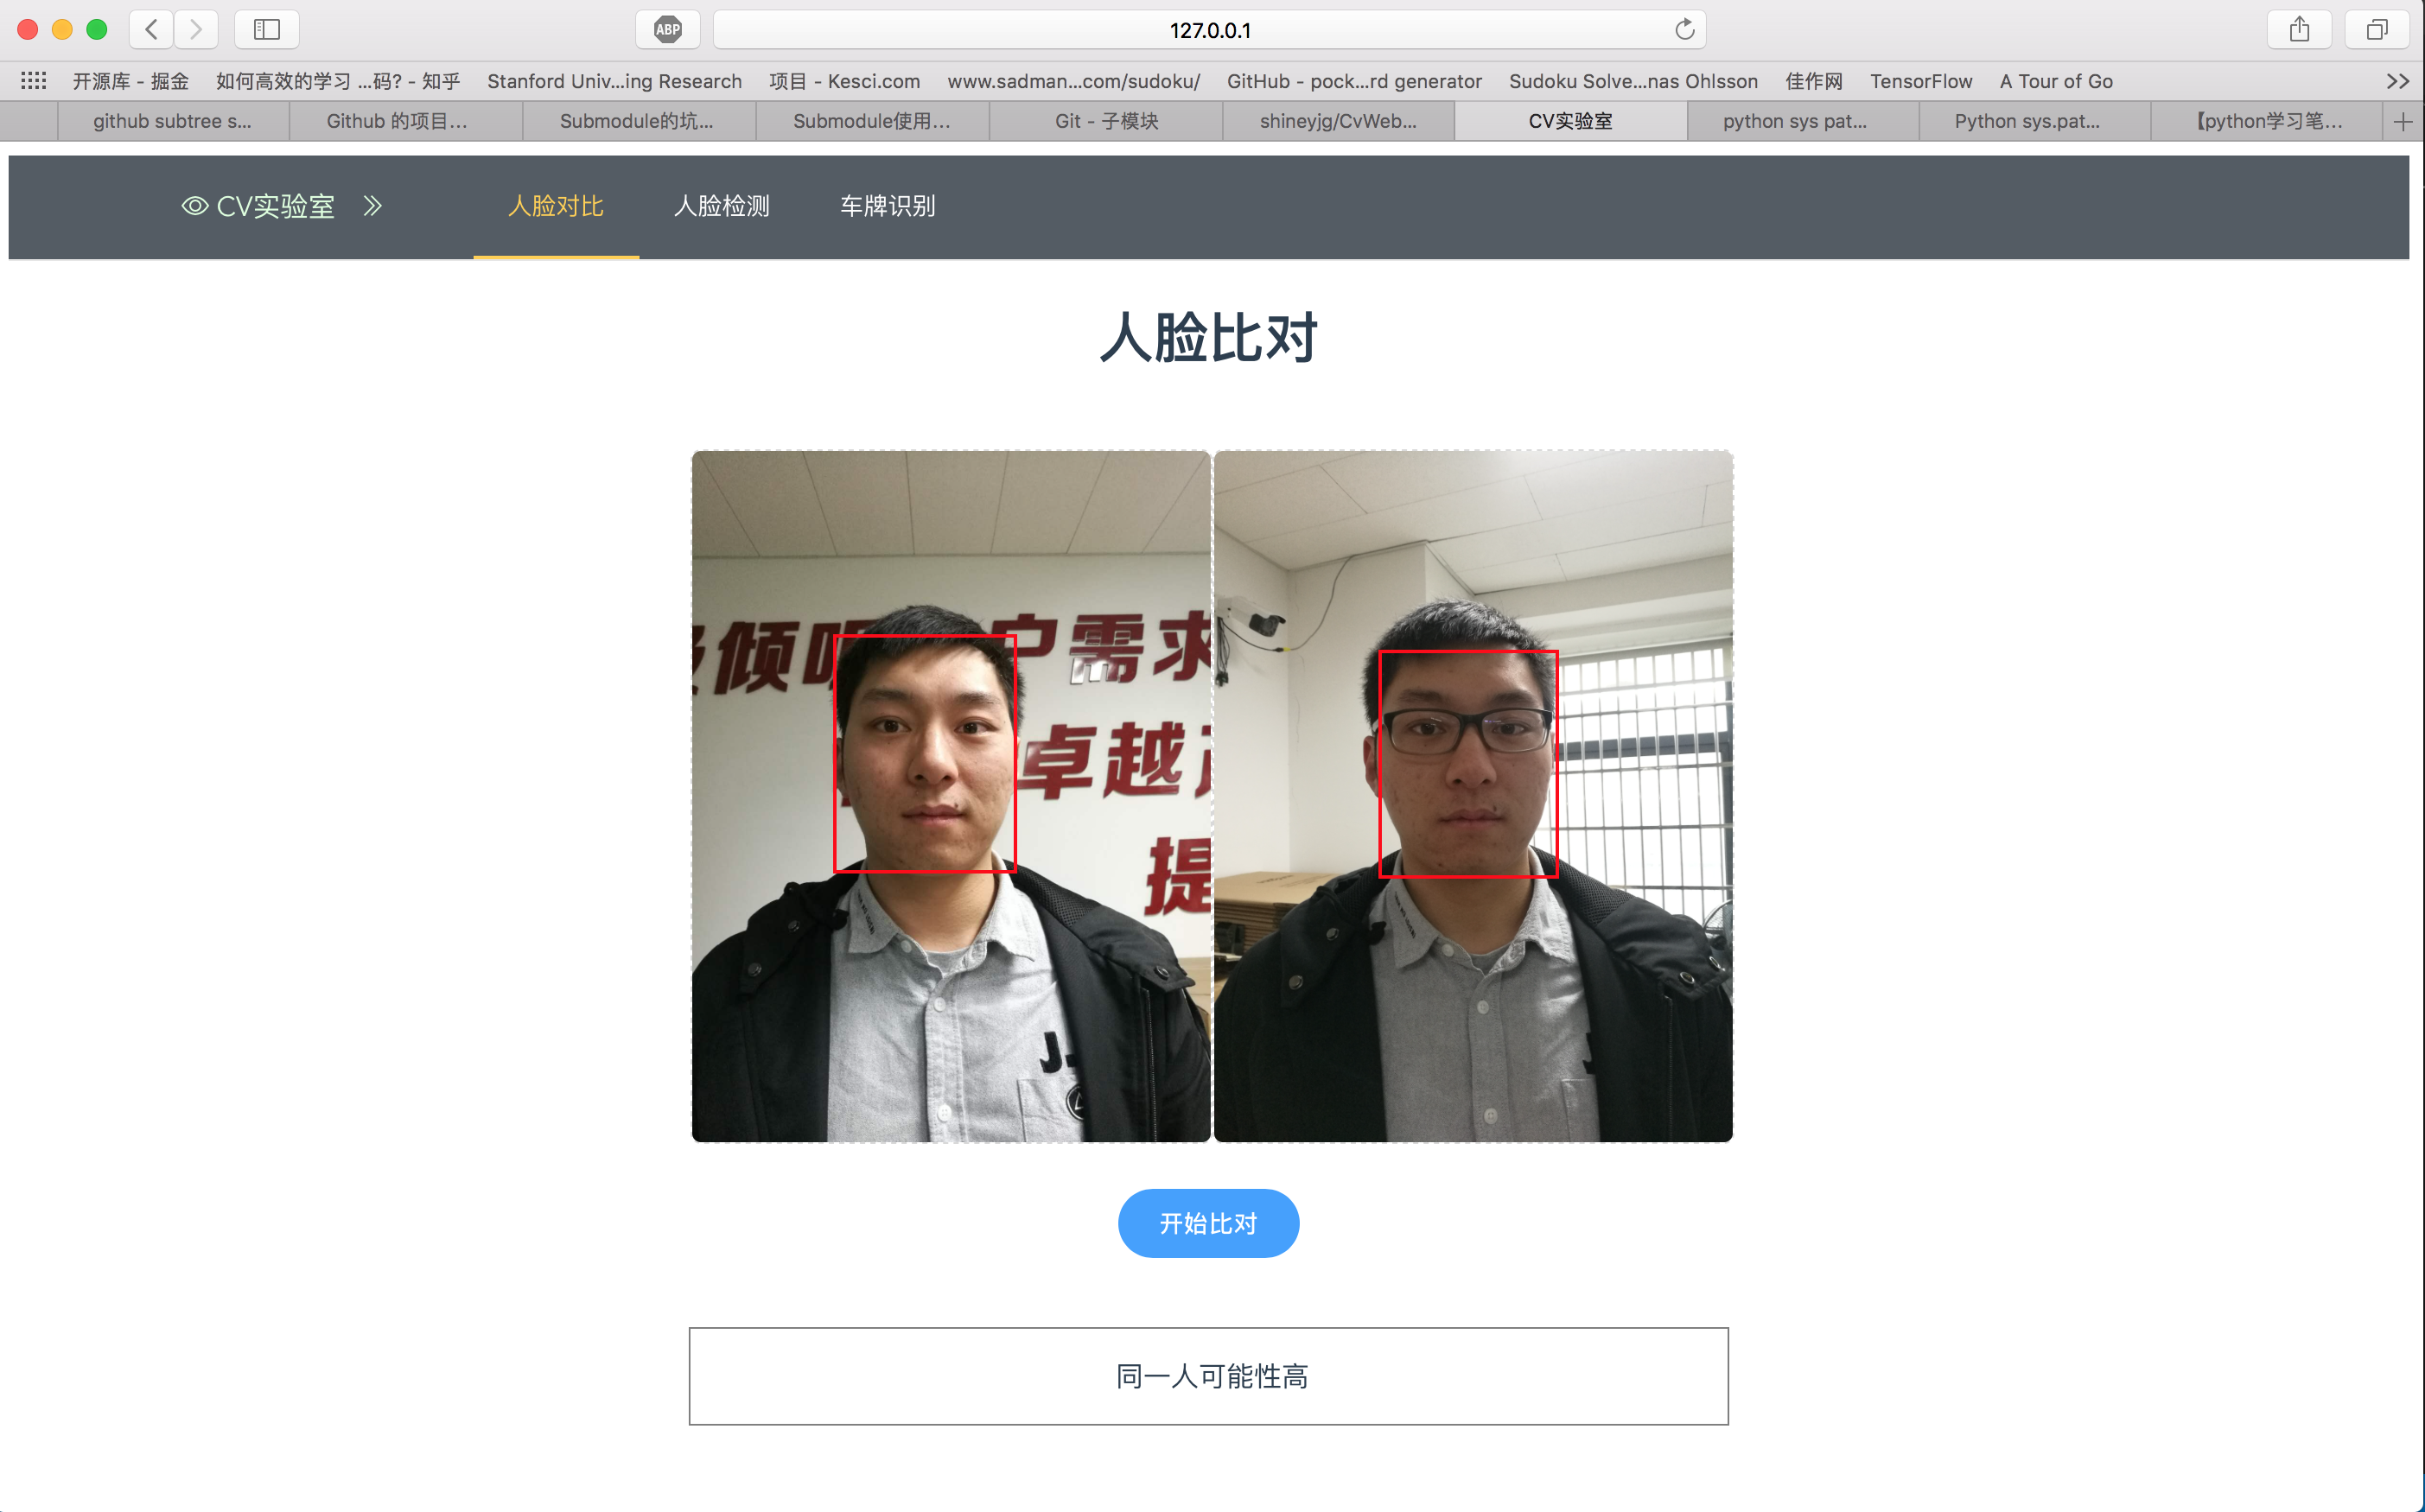 ABP
127.0.0.1
开源库 - 掘金 如何高效的学习 ...码? - 知乎 Stanford Univ...ing Research 项目 - Kesci.com www.sadman...com/sudoku/ GitHub - pock...rd generator Sudoku Solve...nas Ohlsson 佳作网 TensorFlow A Tour of Go
github subtree s... Github 的项目... Submodule的坑... Submodule使用... Git - 子模块 shineyjg/CvWeb... CV实验室 python sys pat... Python sys.pat... 【python学习笔...
CV实验室 人脸对比 人脸检测 车牌识别
人脸比对
倾 户需求
卓越
提
J.
开始比对
同一人可能性高